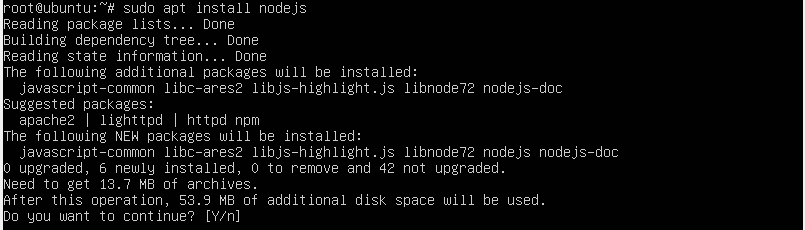 root@ubuntu:~# sudo apt install nodejs
Reading package lists... Done
Building dependency tree... Done
Reading state information... Done
The following additional packages will be installed:
  javascript-common libc-ares2 libjs-highlight.js libnode72 nodejs-doc
Suggested packages:
  apache2 | lighttpd | httpd npm
The following NEW packages will be installed:
  javascript-common libc-ares2 libjs-highlight.js libnode72 nodejs nodejs-doc
0 upgraded, 6 newly installed, 0 to remove and 42 not upgraded.
Need to get 13.7 MB of archives.
After this operation, 53.9 MB of additional disk space will be used.
Do you want to continue? [Y/n]